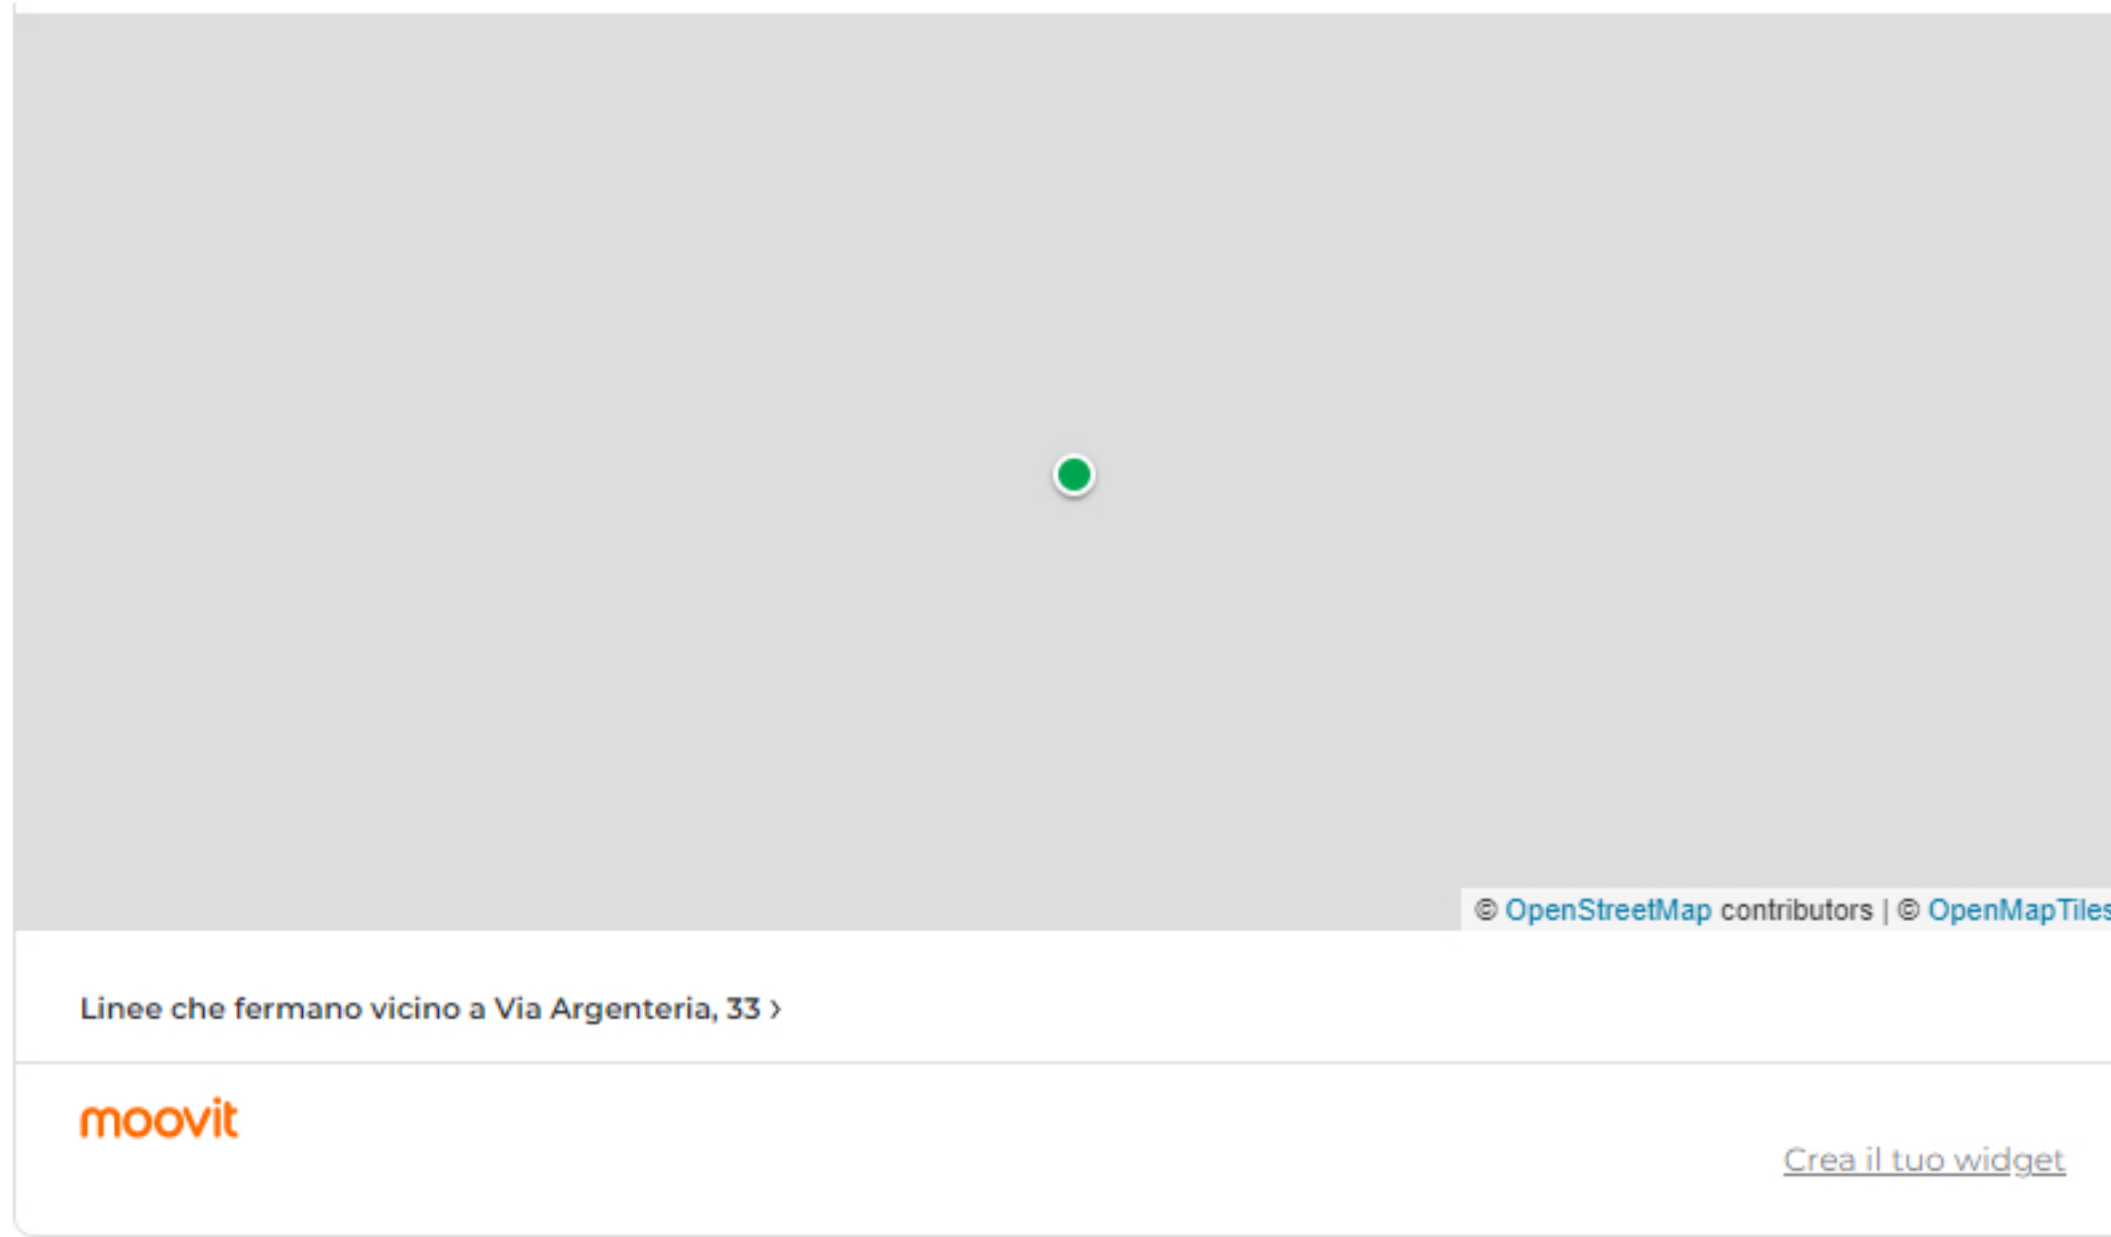 © OpenStreetMap contributors | © OpenMapTiles
Linee che fermano vicino a Via Argenteria, 33 >
moovit
Crea il tuo widget